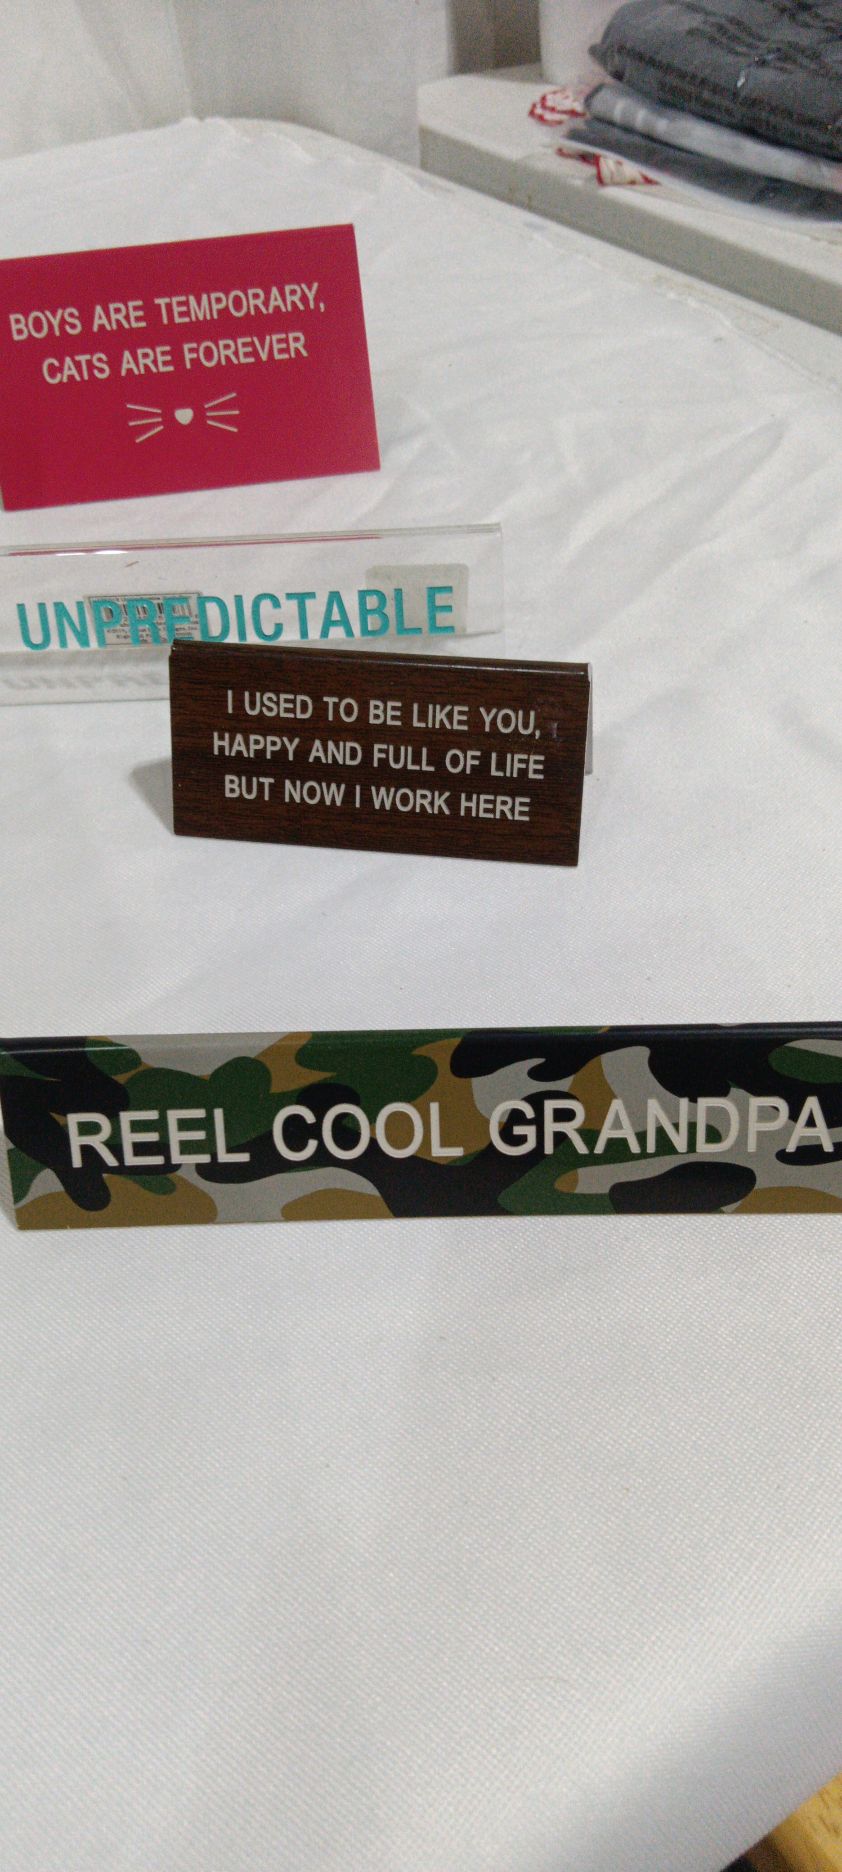 BOYS ARE TEMPORARY,
CATS ARE FOREVER
UNPREDICTABLE
I USED TO BE LIKE YOU,
HAPPY AND FULL OF LIFE
BUT NOW I WORK HERE
REEL COOL GRANDPA